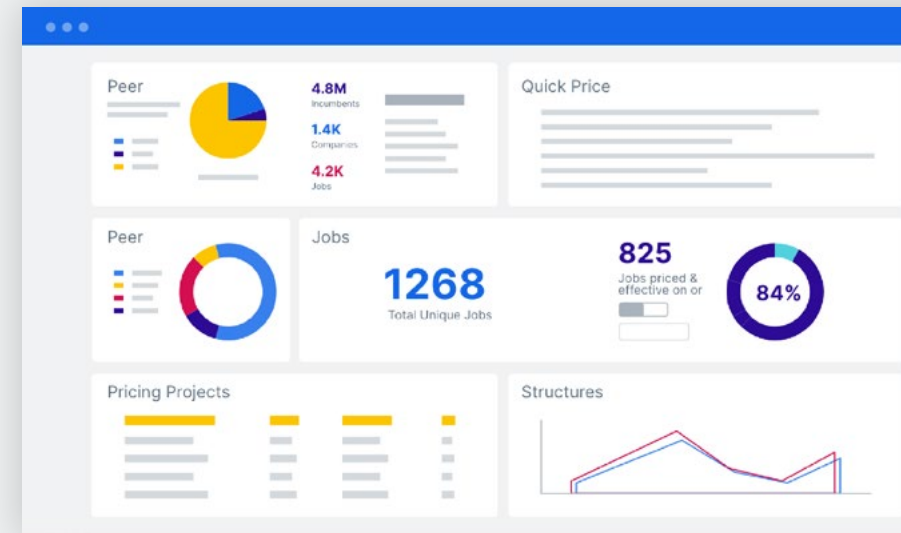 Peer
4.8M
Incumbents
1.4K
Companies
4.2K
Jobs
Quick Price
Peer
Jobs
1268
Total Unique Jobs
825
Jobs priced &
effective on or
84%
Pricing Projects
Structures